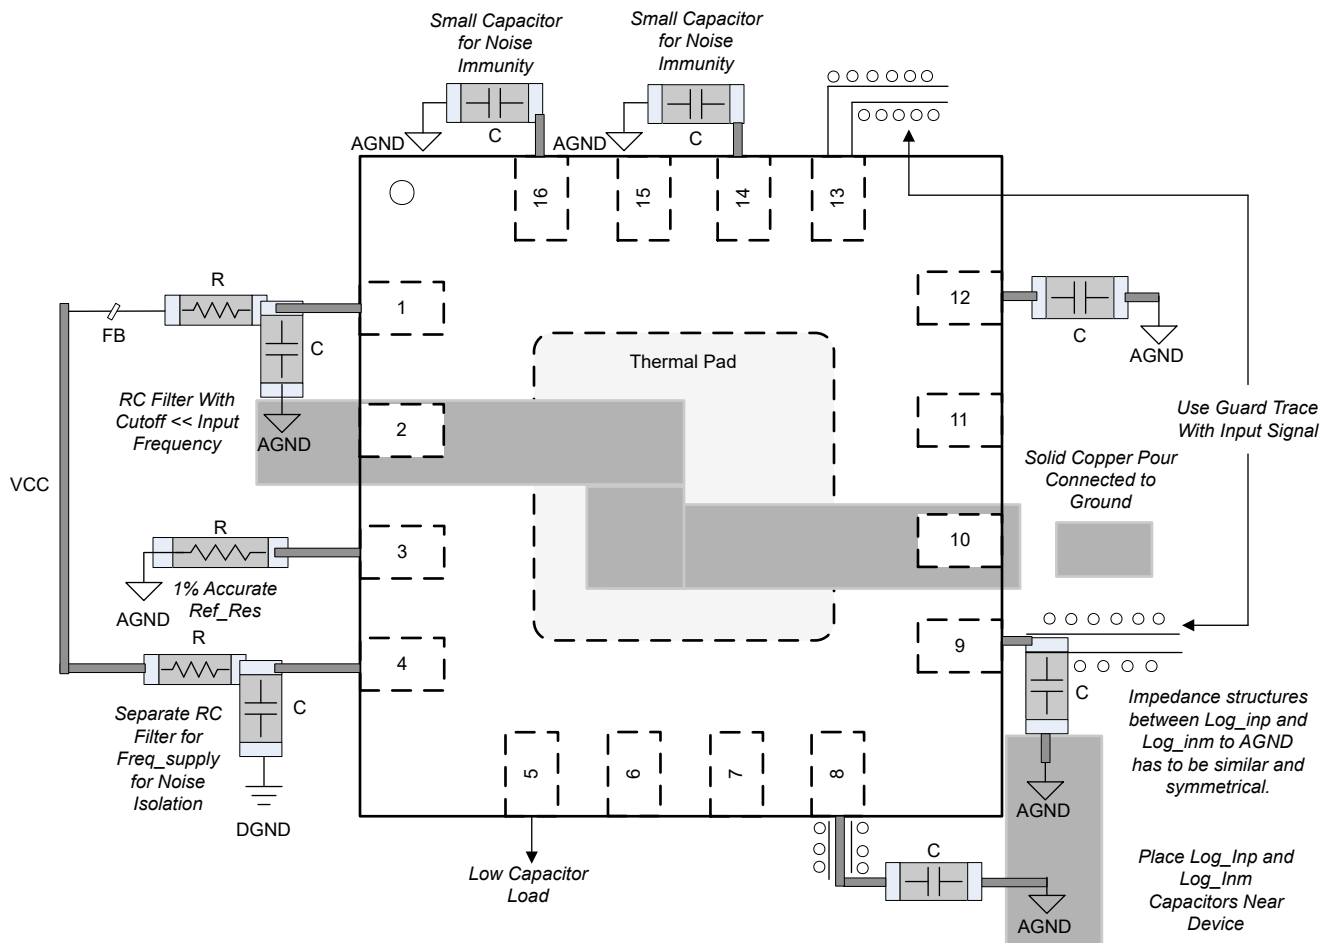 Small Capacitor
for Noise
Immunity
Small Capacitor
for Noise
Immunity
C
C
AGND
AGND
16
15
14
13
R
1
12
FB
C
C
AGND
Thermal Pad
RC Filter With
Cutoff << Input
Frequency
AGND
2
11
Use Guard Trace
With Input Signal
Solid Copper Pour
Connected to
Ground
VCC
R
3
10
1% Accurate
Ref_Res
AGND
R
4
9
C
C
Separate RC
Filter for
Freq_supply
for Noise
Isolation
DGND
Impedance structures
between Log_inp and
Log_inm to AGND
has to be similar and
symmetrical.
5
6
7
8
AGND
Low Capacitor
Load
C
AGND
Place Log_Inp and
Log_Inm
Capacitors Near
Device